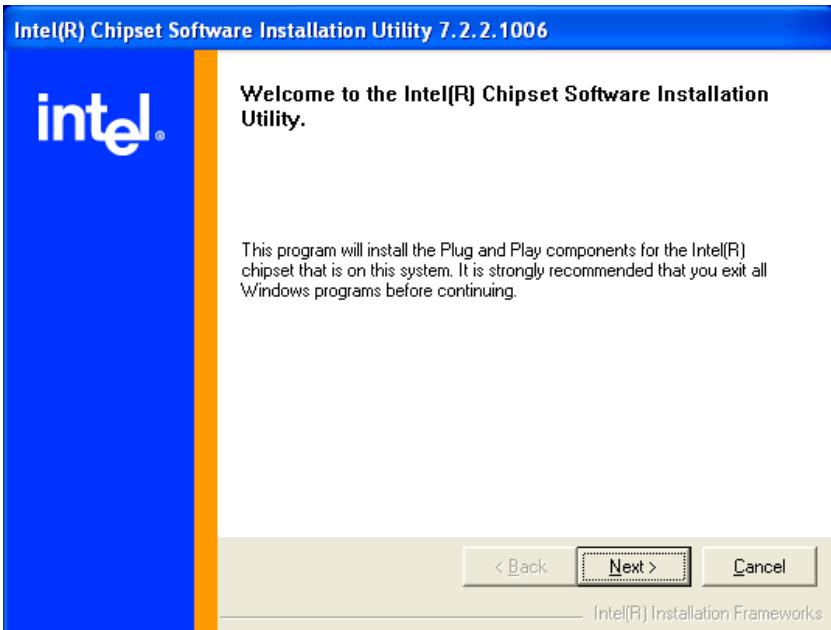 Intel(R) Chipset Software Installation Utility 7.2.2.1006
intel®
Welcome to the Intel(R) Chipset Software Installation
Utility.
This program will install the Plug and Play components for the Intel(R)
chipset that is on this system. It is strongly recommended that you exit all
Windows programs before continuing.
< Back Next > Cancel
Intel(R) Installation Frameworks